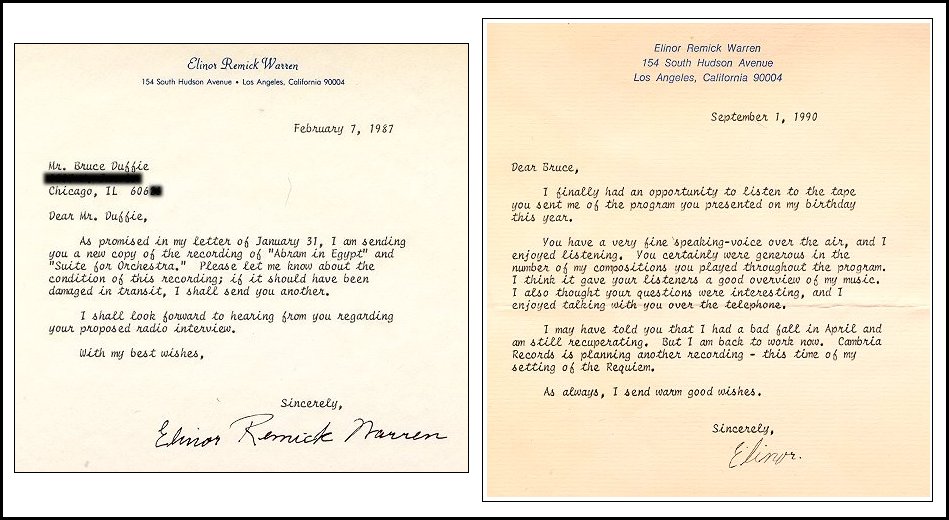 Elinor Remick Warren
154 South Hudson Avenue • Los Angeles, California 90004
February 7, 1987
Mr. Bruce Duffie
Chicago, IL 606
Dear Mr. Duffie,
As promised in my letter of January 31, I am sending
you a new copy of the recording of "Abram in Egypt" and
"Suite for Orchestra." Please let me know about the
condition of this recording; if it should have been
damaged in transit, I shall send you another.
I shall look forward to hearing from you regarding
your proposed radio interview.
With my best wishes,
Sincerely,
Elinor Remick Warren
Elinor Remick Warren
154 South Hudson Avenue
Los Angeles, California 90004
September 1, 1990
Dear Bruce,
I finally had an opportunity to listen to the tape
you sent me of the program you presented on my birthday
this year.
You have a very fine speaking-voice over the air, and I
enjoyed listening. You certainly were generous in the
number of my compositions you played throughout the program.
I think it gave your listeners a good overview of my music.
I also thought your questions were interesting, and I
enjoyed talking with you over the telephone.
I may have told you that I had a bad fall in April and
am still recuperating. But I am back to work now. Cambria
Records is planning another recording - this time of my
setting of the Requiem.
As always, I send warm good wishes.
Sincerely,
Elinor.